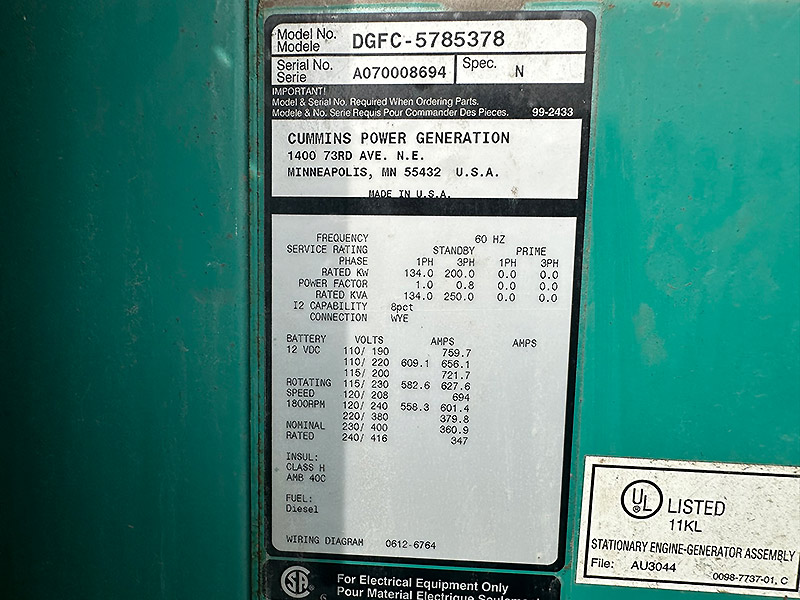 Model No. DGFC-5785378
Modele
Serial No. A070008694 Spec. N
Serie
IMPORTANT!
Model & Serial No. Required When Ordering Parts.
Modele & No. Serie Requis Pour Commander Des Pieces. 99-2433
CUMMINS POWER GENERATION
1400 73RD AVE. N.E.
MINNEAPOLIS, MN 55432 U.S.A.
MADE IN U.S.A.
FREQUENCY 60 HZ
SERVICE RATING STANDBY PRIME
PHASE 1PH 3PH 1PH 3PH
RATED KW 134.0 200.0 0.0 0.0
POWER FACTOR 1.0 0.8 0.0 0.0
RATED KVA 134.0 250.0 0.0 0.0
I2 CAPABILITY 8pct
CONNECTION WYE
BATTERY VOLTS AMPS AMPS
12 VDC 110/ 190 759.7
110/ 220 609.1 656.1
115/ 200 721.7
ROTATING 115/ 230 582.6 627.6
SPEED 120/ 208 694
1800RPM 120/ 240 558.3 601.4
220/ 380 379.8
NOMINAL 230/ 400 360.9
RATED 240/ 416 347
INSUL:
CLASS H
AMB 40C
FUEL:
Diesel
WIRING DIAGRAM 0612-6764
SA For Electrical Equipment Only
Pour Material Electrique
UL ® LISTED
11KL
STATIONARY ENGINE-GENERATOR ASSEMBLY
File: AU3044
0098-7737-01, C